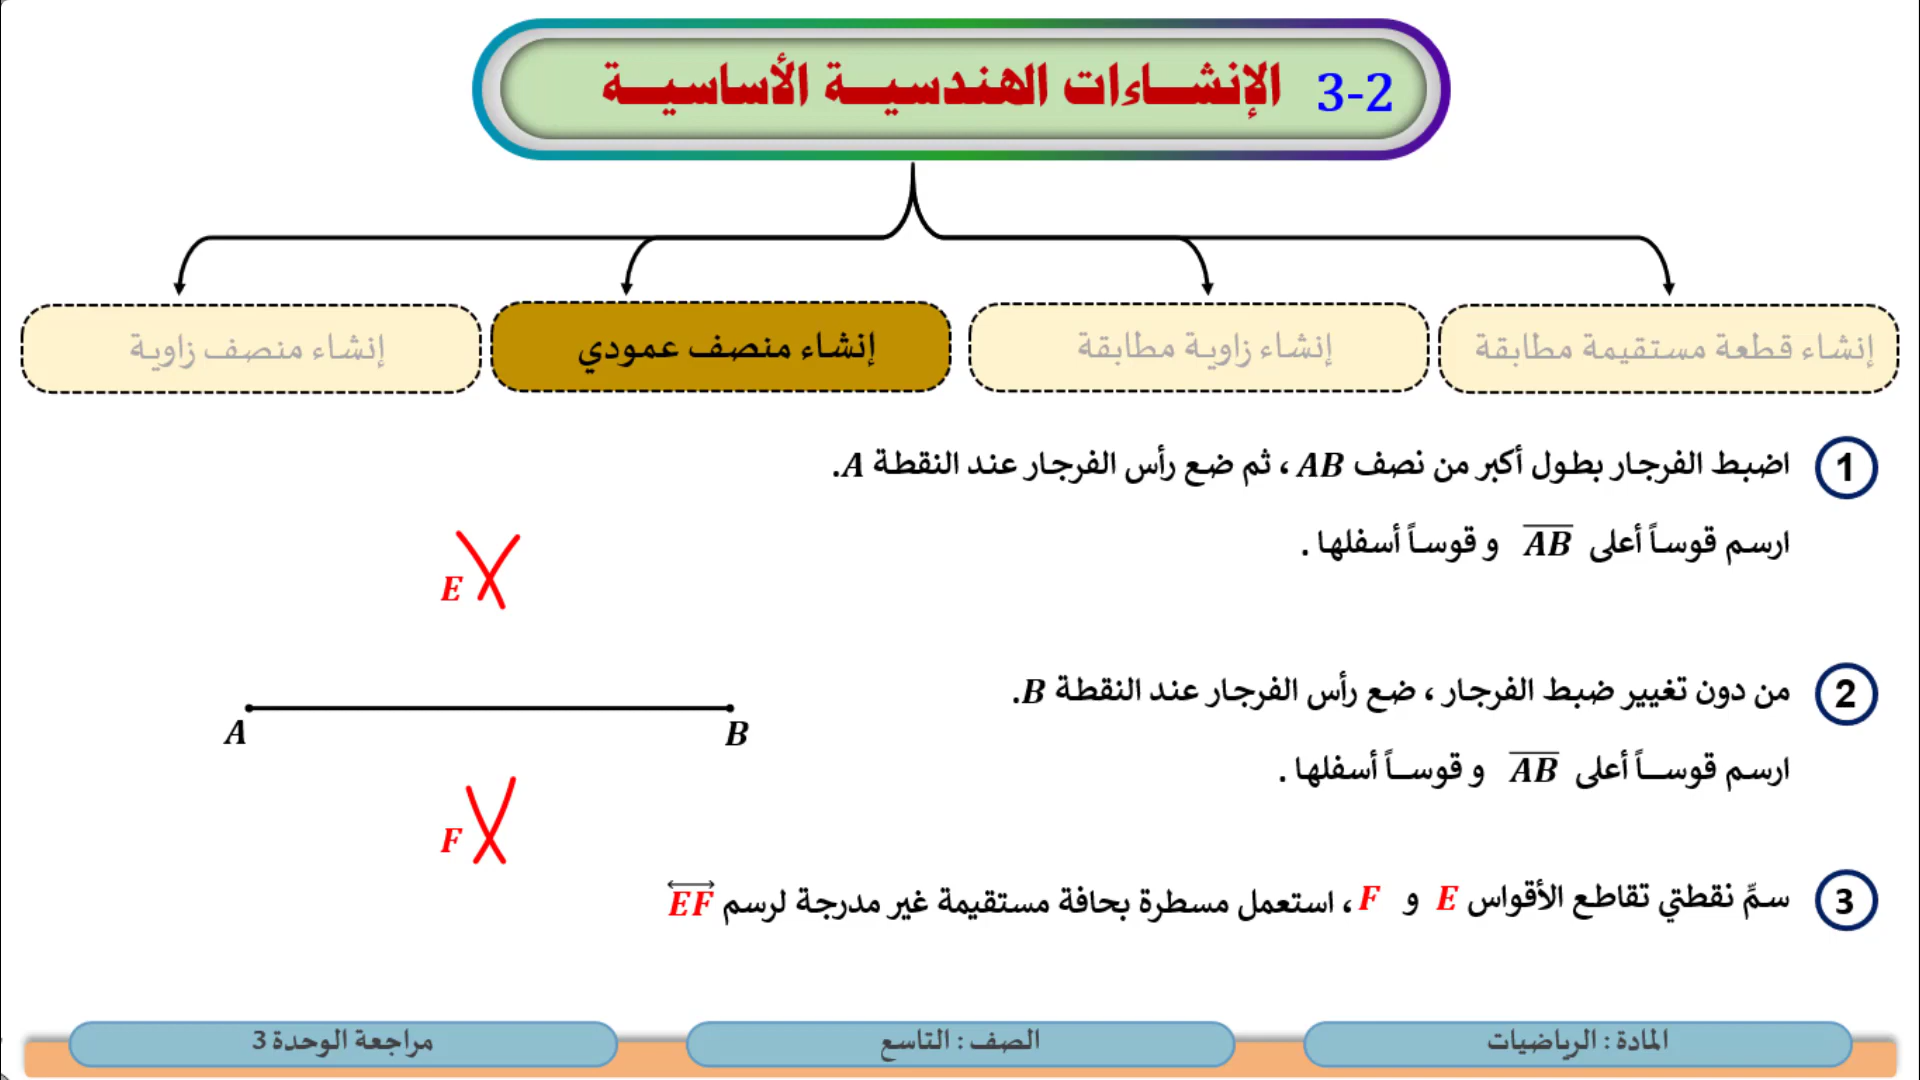 3-2 الإنشاءات الهندسية الأساسية
إنشاء قطعة مستقيمة مطابقة
إنشاء زاوية مطابقة
إنشاء منصف عمودي
إنشاء منصف زاوية
1 اضبط الفرجار بطول أكبر من نصف AB ، ثم ضع رأس الفرجار عند النقطة A.
ارسم قوساً أعلى AB و قوساً أسفلها .
E
2 من دون تغيير ضبط الفرجار ، ضع رأس الفرجار عند النقطة B.
A
B
ارسم قوساً أعلى AB و قوساً أسفلها .
F
3 سمِّ نقطتي تقاطع الأقواس E و F ، استعمل مسطرة بحافة مستقيمة غير مدرجة لرسم EF
المادة : الرياضيات
الصف : التاسع
مراجعة الوحدة 3